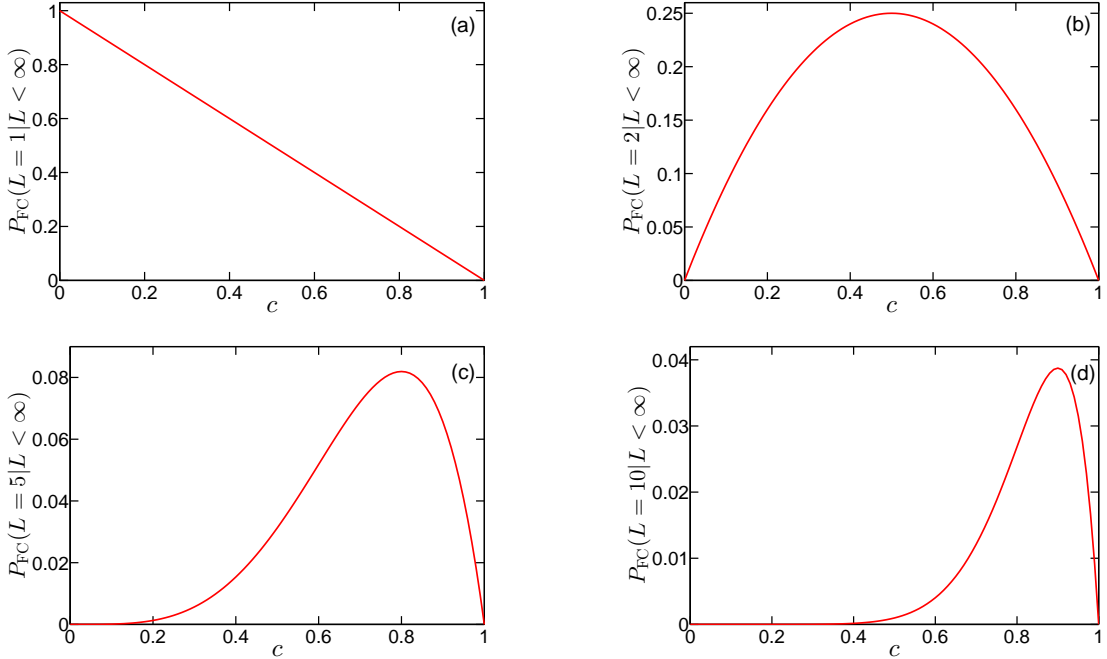 (a)
P_FC(L = 1|L < ∞)
1
0.8
0.6
0.4
0.2
0
0 0.2 0.4 0.6 0.8 1
c
(b)
P_FC(L = 2|L < ∞)
0.25
0.2
0.15
0.1
0.05
0
0 0.2 0.4 0.6 0.8 1
c
(c)
P_FC(L = 5|L < ∞)
0.08
0.06
0.04
0.02
0
0 0.2 0.4 0.6 0.8 1
c
(d)
P_FC(L = 10|L < ∞)
0.04
0.03
0.02
0.01
0
0 0.2 0.4 0.6 0.8 1
c